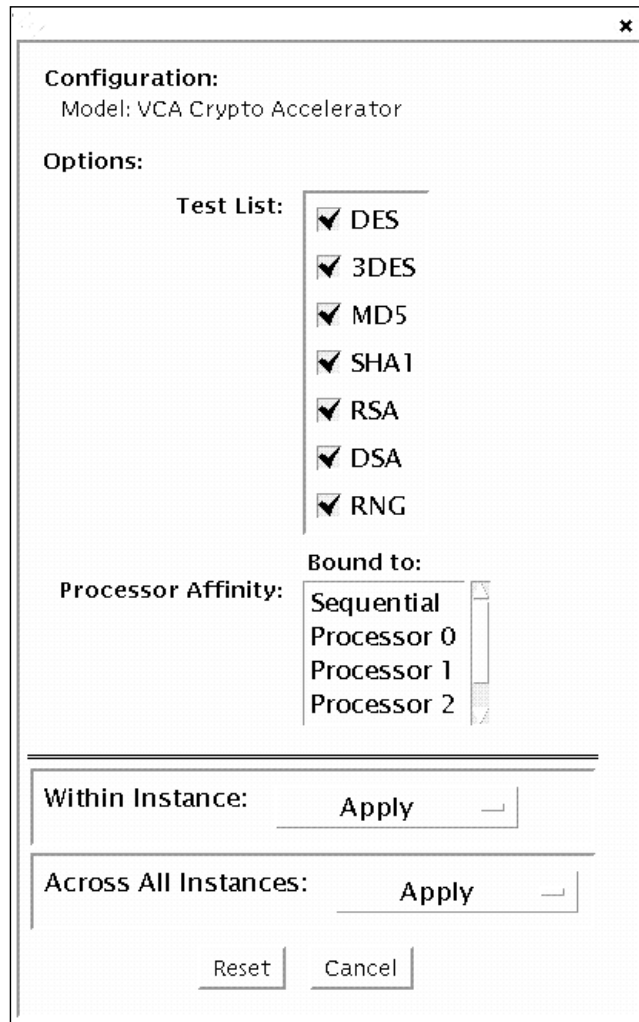 Configuration:
Model: VCA Crypto Accelerator
Options:
Test List:
DES
3DES
MD5
SHA1
RSA
DSA
RNG
Bound to:
Processor Affinity:
Sequential
Processor 0
Processor 1
Processor 2
Within Instance: Apply
Across All Instances: Apply
Reset Cancel